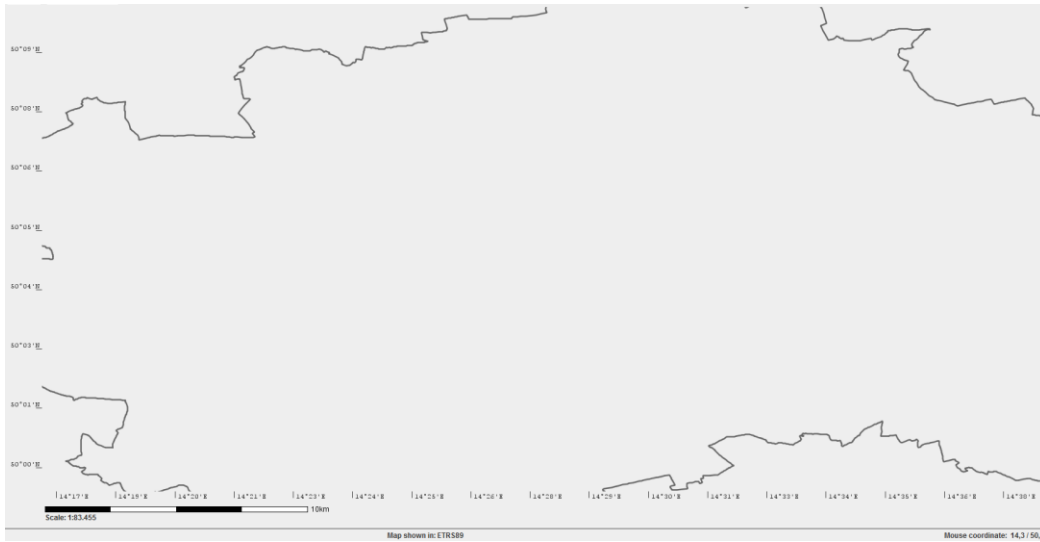 50°09'N
50°08'N
50°06'N
50°05'N
50°04'N
50°03'N
50°01'N
50°00'N
14°17'E 14°19'E 14°20'E 14°21'E 14°23'E 14°24'E 14°25'E 14°26'E 14°28'E 14°29'E 14°30'E 14°31'E 14°33'E 14°34'E 14°35'E 14°36'E 14°38'E
10km
Scale: 1:83.455
Map shown in: ETRS89 Mouse coordinate: 14,3 / 50,